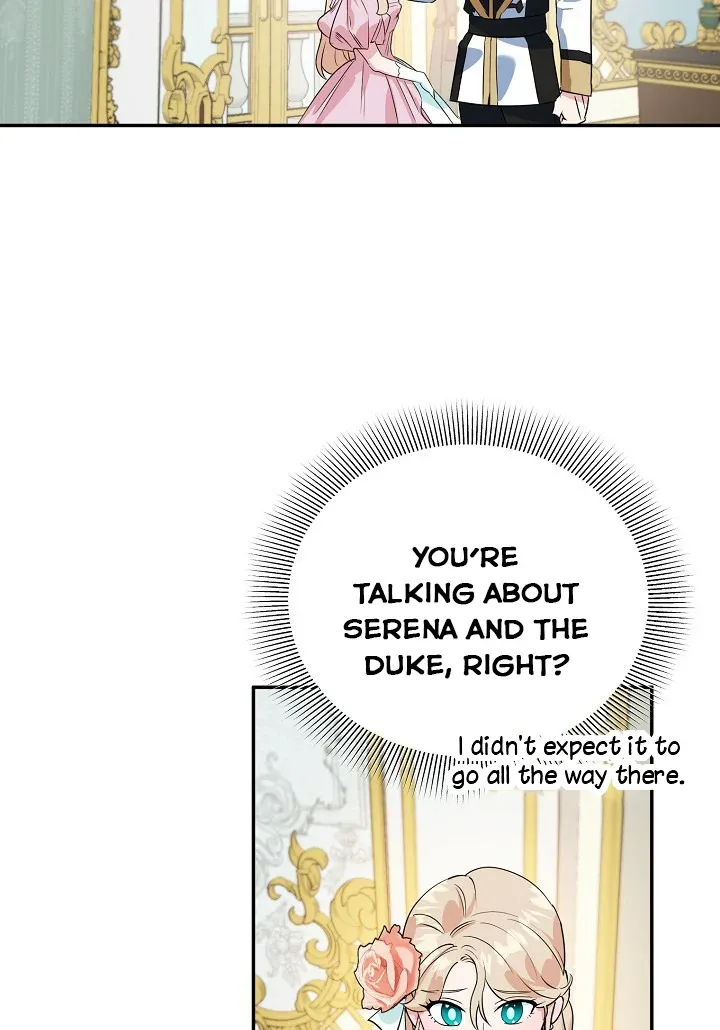 YOU'RE
TALKING ABOUT
SERENA AND THE
DUKE, RIGHT?
I didn't expect it to
go all the way there.